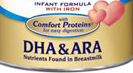 INFANT FORMULA
WITH IRON
with
Comfort Proteins
for easy digestion
DHA & ARA
Nutrients Found in Breastmilk